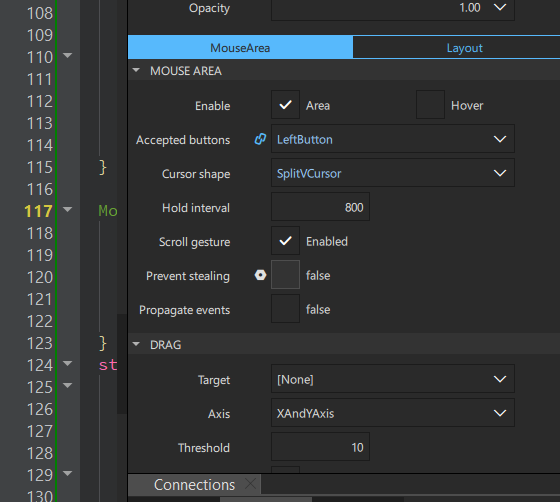 108
109
110
111
112
113
114
115 }
116
117 Mo
118
119
120
121
122
123 }
124 st
125
126
127
128
129
130
Opacity 1.00
MouseArea Layout
MOUSE AREA
Enable Area Hover
Accepted buttons LeftButton
Cursor shape SplitVCursor
Hold interval 800
Scroll gesture Enabled
Prevent stealing false
Propagate events false
DRAG
Target [None]
Axis XAndYAxis
Threshold 10
Connections